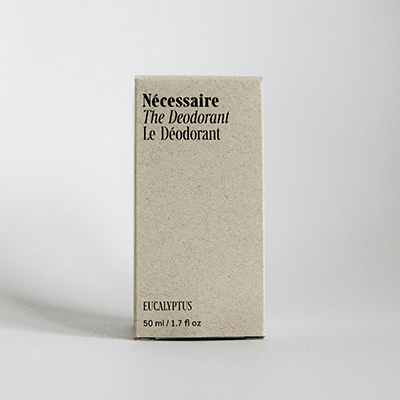 Nécessaire
The Deodorant
Le Déodorant
EUCALYPTUS
50 ml / 1.7 fl oz